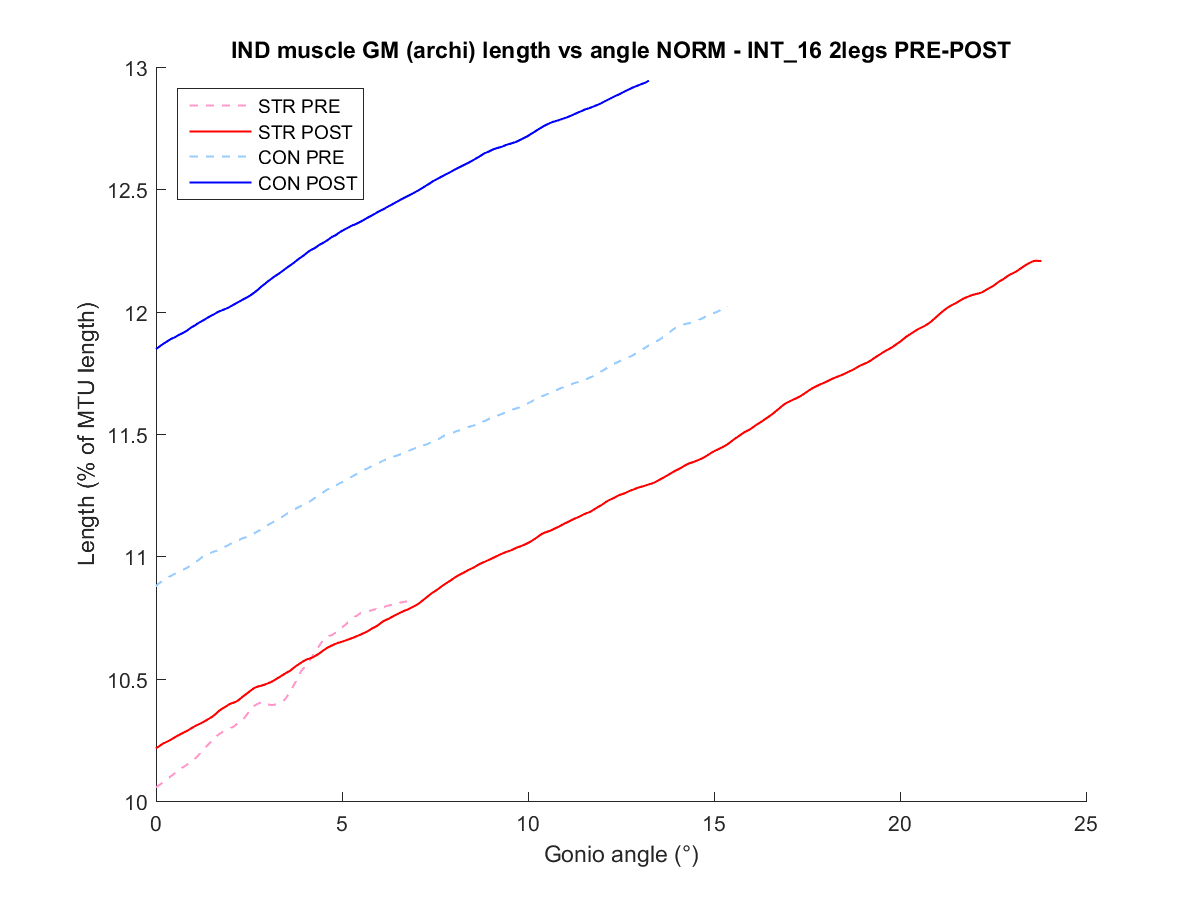 IND muscle GM (archi) length vs angle NORM - INT_16 2legs PRE-POST
STR PRE
STR POST
CON PRE
CON POST
Length (% of MTU length)
13
12.5
12
11.5
11
10.5
10
0 5 10 15 20 25
Gonio angle (°)